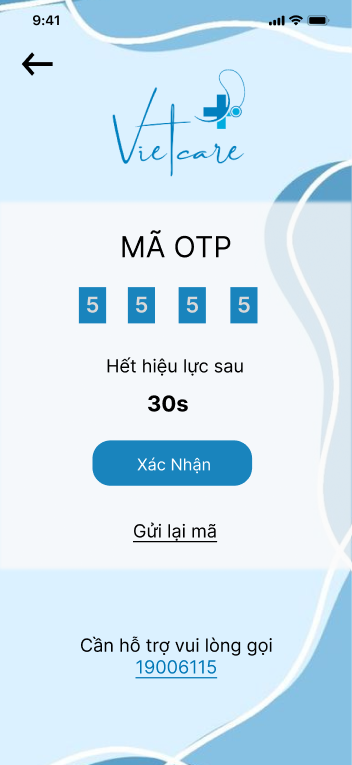 9:41
Vietcare
MÃ OTP
5 5 5 5
Hết hiệu lực sau
30s
Xác Nhận
Gửi lại mã
Cần hỗ trợ vui lòng gọi
19006115